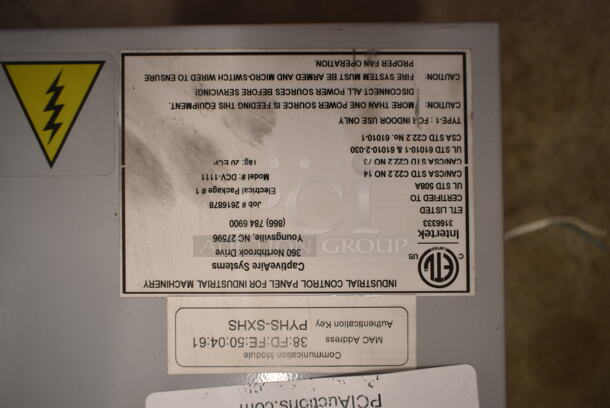 PCIAuctions.com
Communication Module
MAC Address
38:FD:FE:50:04:61
Authentication Key
PYHS-SXHS
INDUSTRIAL CONTROL PANEL FOR INDUSTRIAL MACHINERY
C ETL US
LISTED
Intertek
3166333
ETL LISTED
CERTIFIED TO
UL STD 508A
CAN/CSA STD C22.2 NO 14
CAN/CSA STD C22.2 NO 73
UL STD 61010-1 & 61010-2-030
CSA STD C22.2 No. 61010-1
CaptiveAire Systems
360 Northbrook Drive
Youngsville, NC 27596
(866) 784 6900
Job # 2616878
Electrical Package # 1
Model #: DCV-1111
TYPE-1: FOR INDOOR USE ONLY
CAUTION: MORE THAN ONE POWER SOURCE IS FEEDING THIS EQUIPMENT.
DISCONNECT ALL POWER SOURCES BEFORE SERVICING!
CAUTION: FIRE SYSTEM MUST BE ARMED AND MICRO-SWITCH WIRED TO ENSURE
PROPER FAN OPERATION.
PCI
AUCTION GROUP